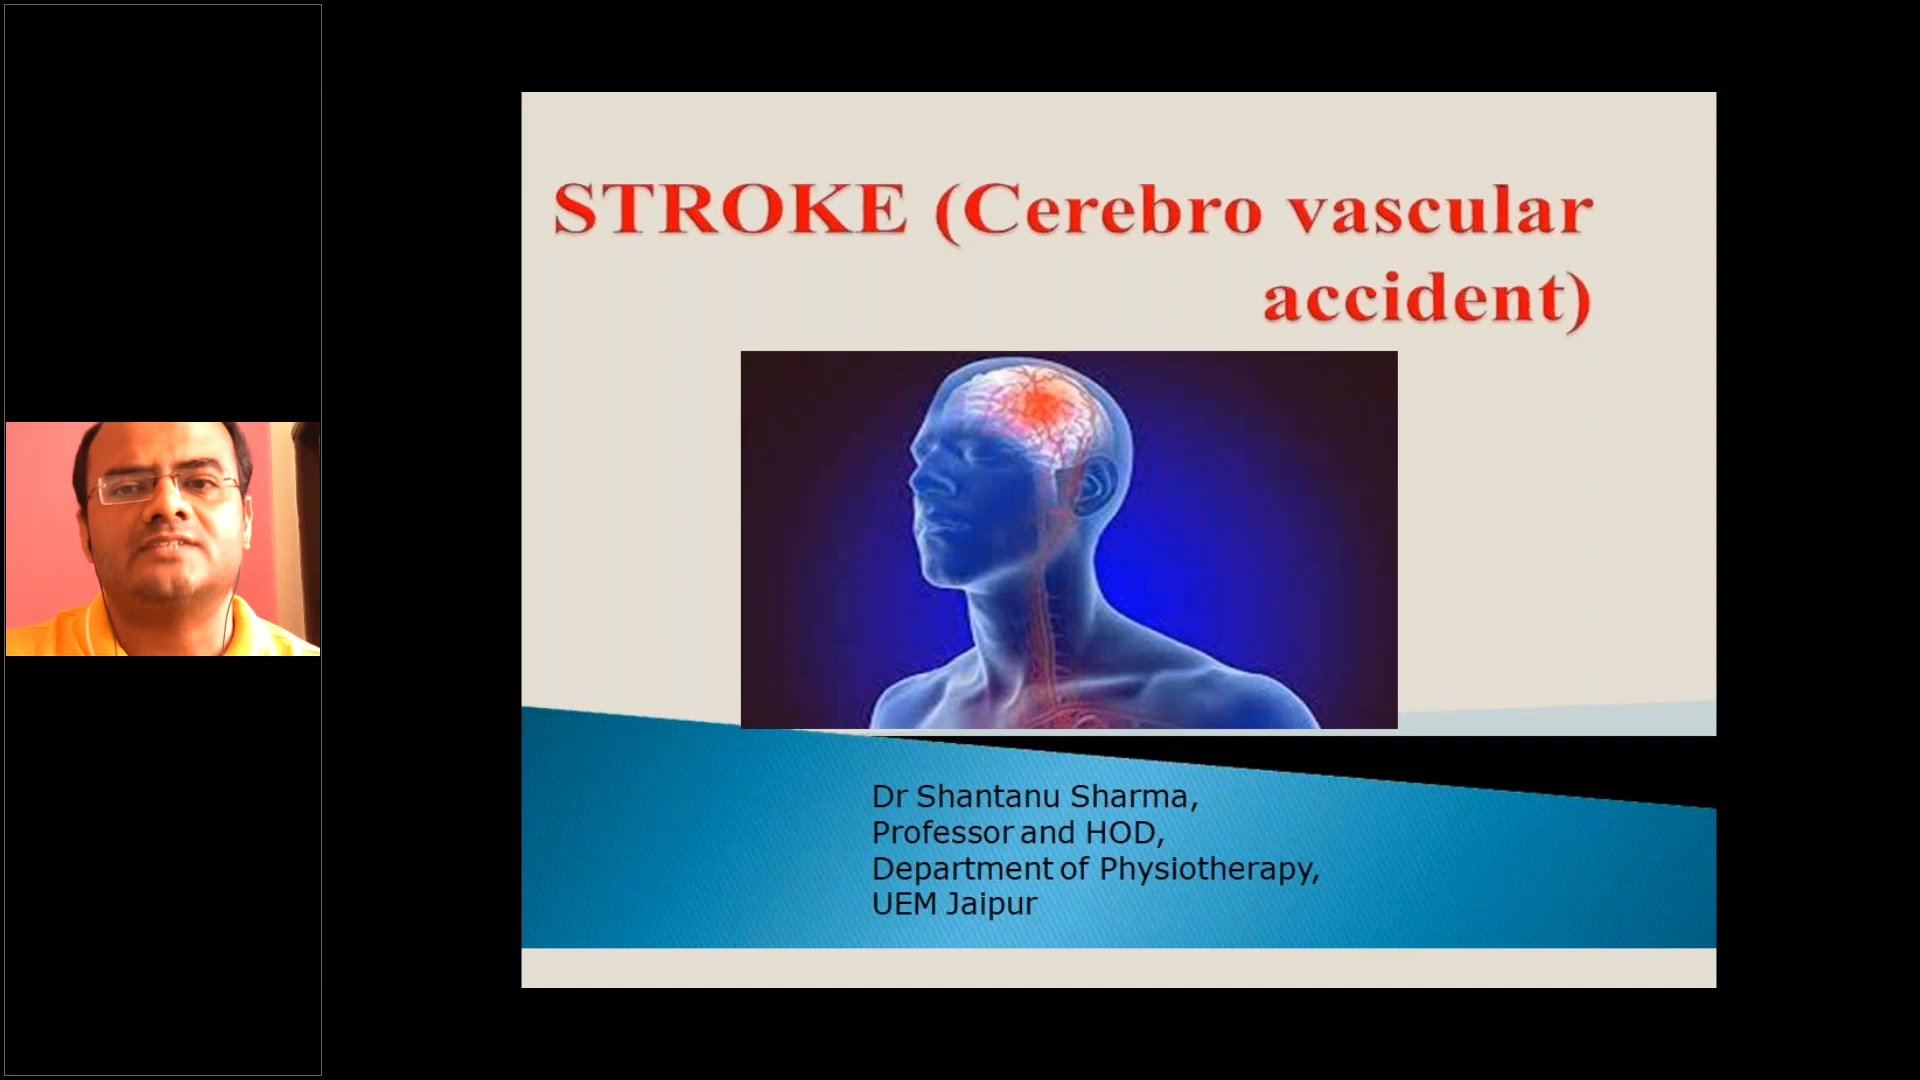 STROKE (Cerebro vascular
accident)
Dr Shantanu Sharma,
Professor and HOD,
Department of Physiotherapy,
UEM Jaipur